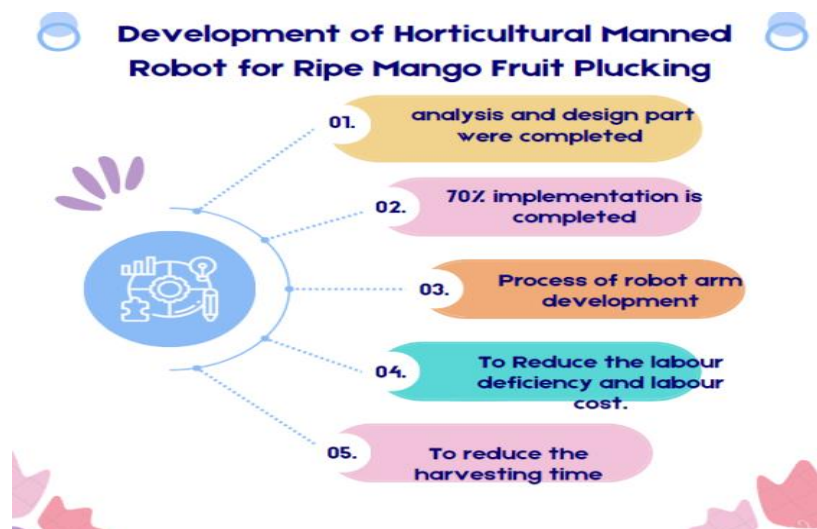 Development of Horticultural Manned
Robot for Ripe Mango Fruit Plucking
01.
analysis and design part
were completed
02.
70% implementation is
completed
03.
Process of robot arm
development
04.
To Reduce the labour
deficiency and labour
cost.
05.
To reduce the
harvesting time